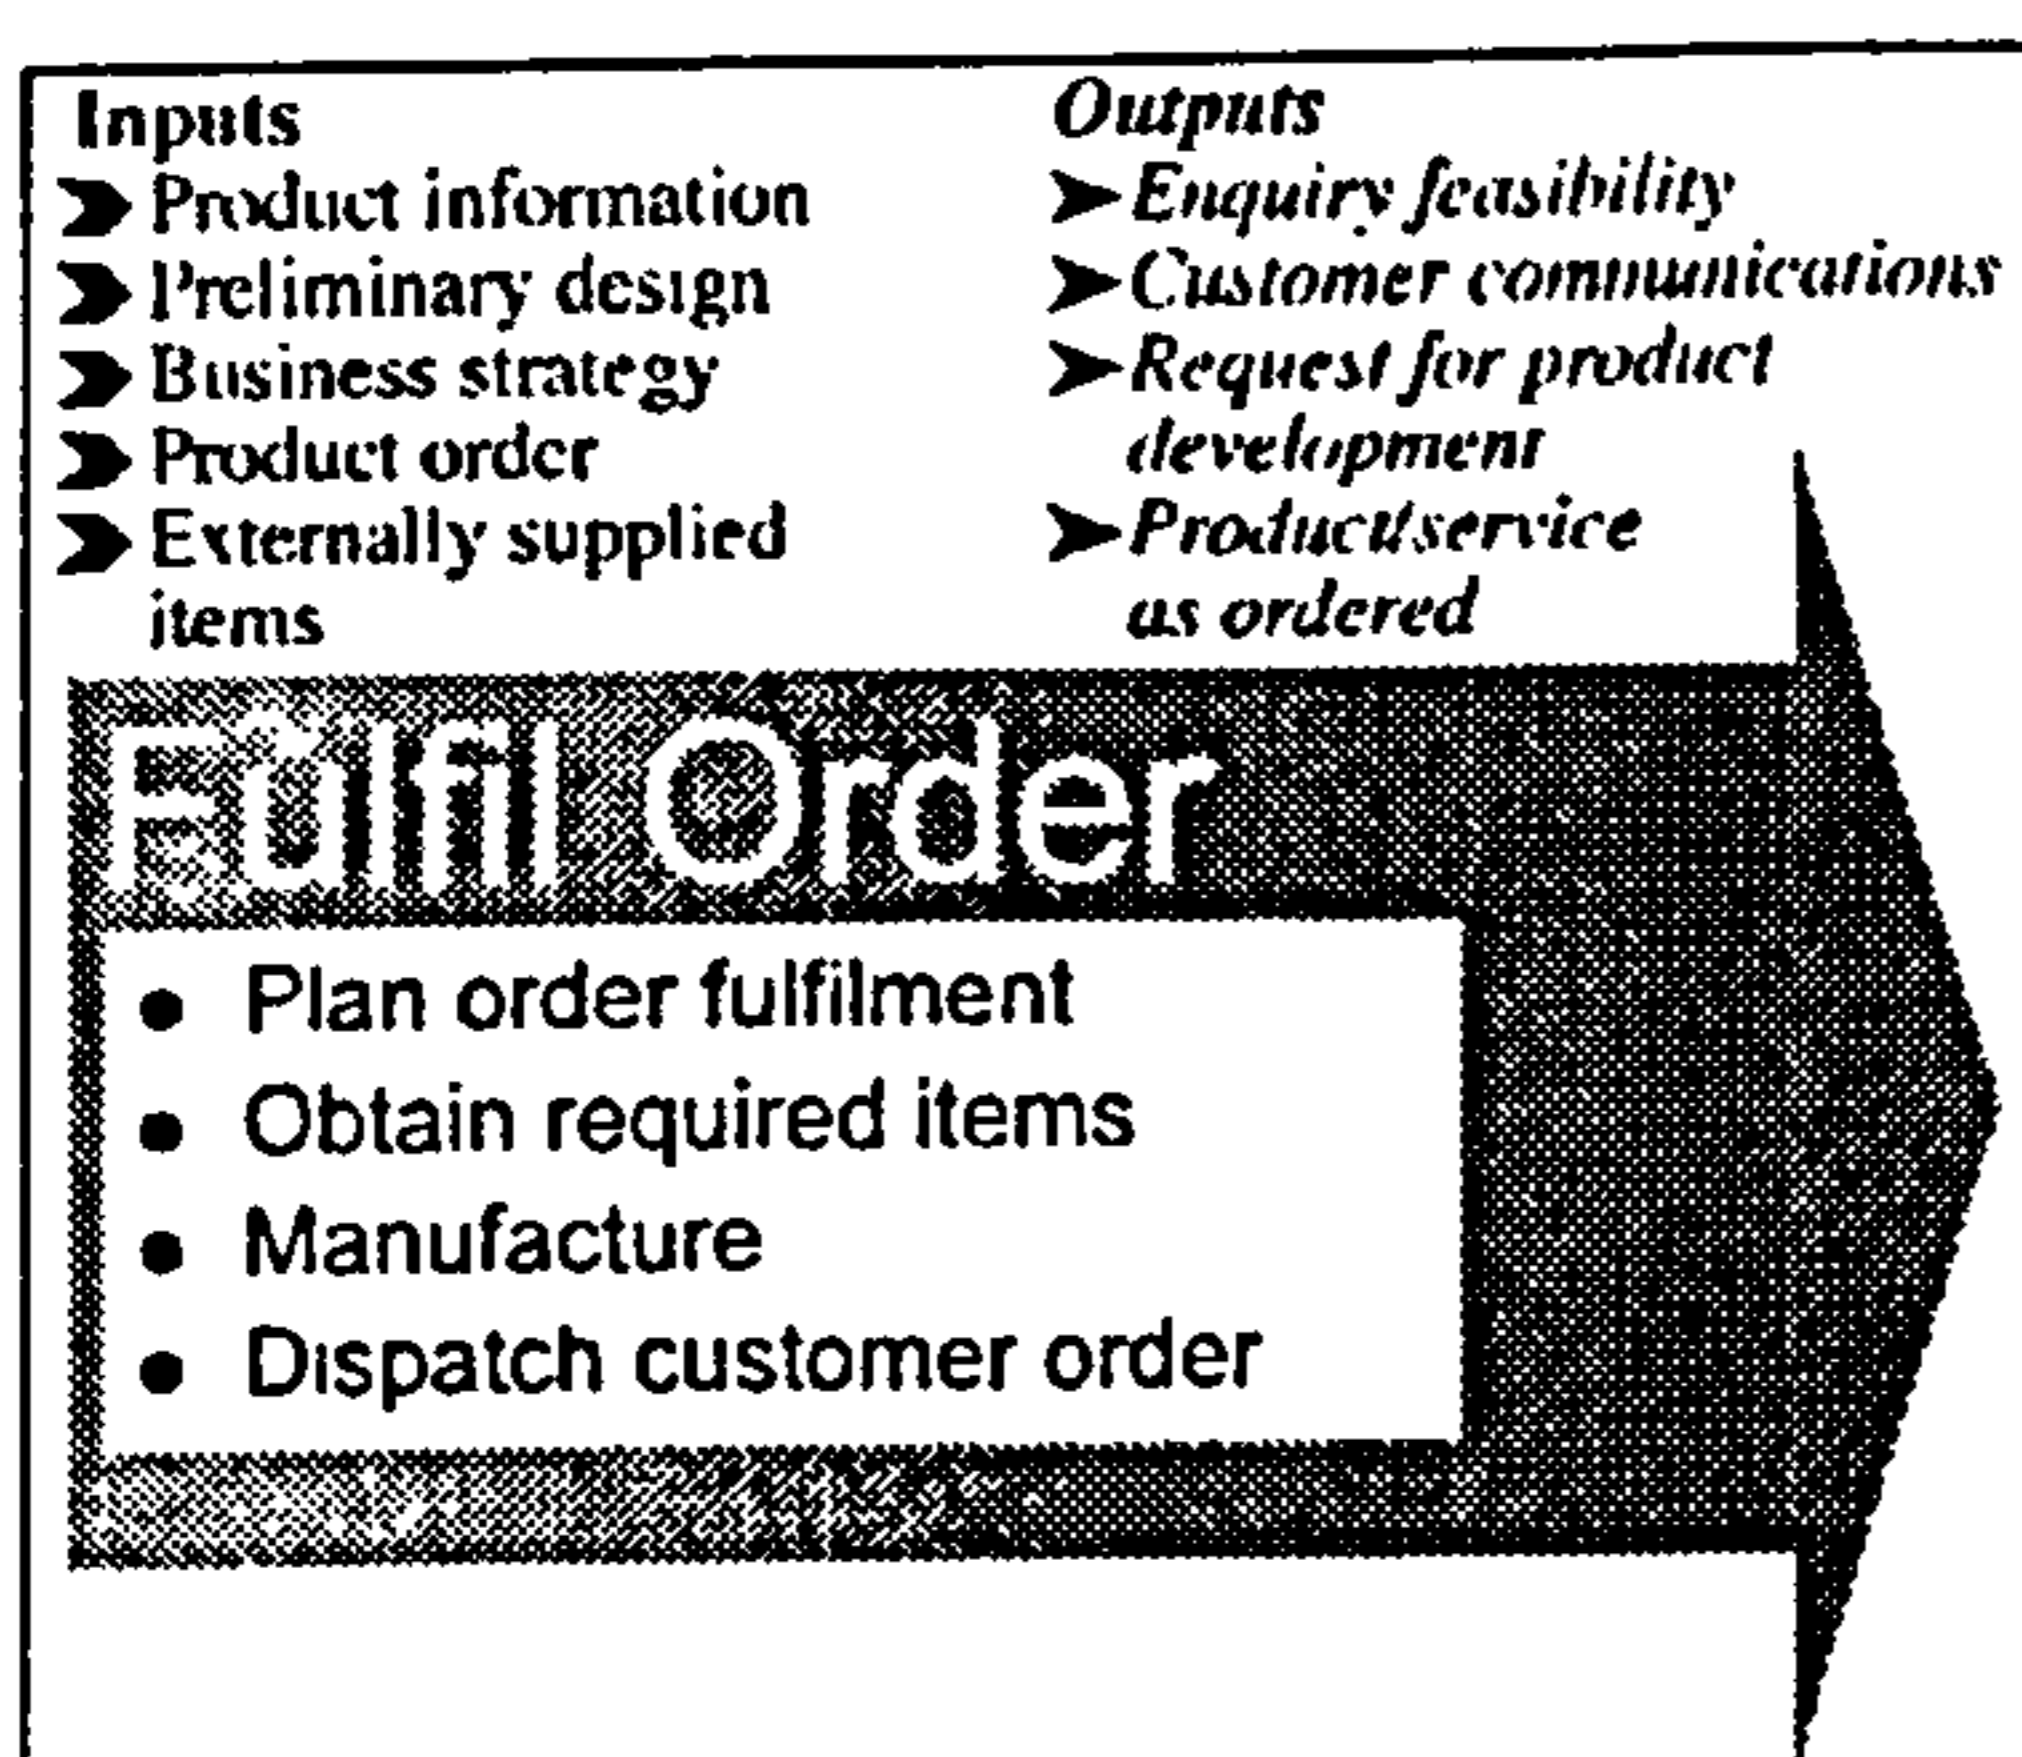 Inputs
Product information
Preliminary design
Business strategy
Product order
Externally supplied
items
Outputs
Enquiry feasibility
Customer communications
Request for product
development
Product/service
as ordered
Fulfil Order
• Plan order fulfilment
• Obtain required items
• Manufacture
• Dispatch customer order